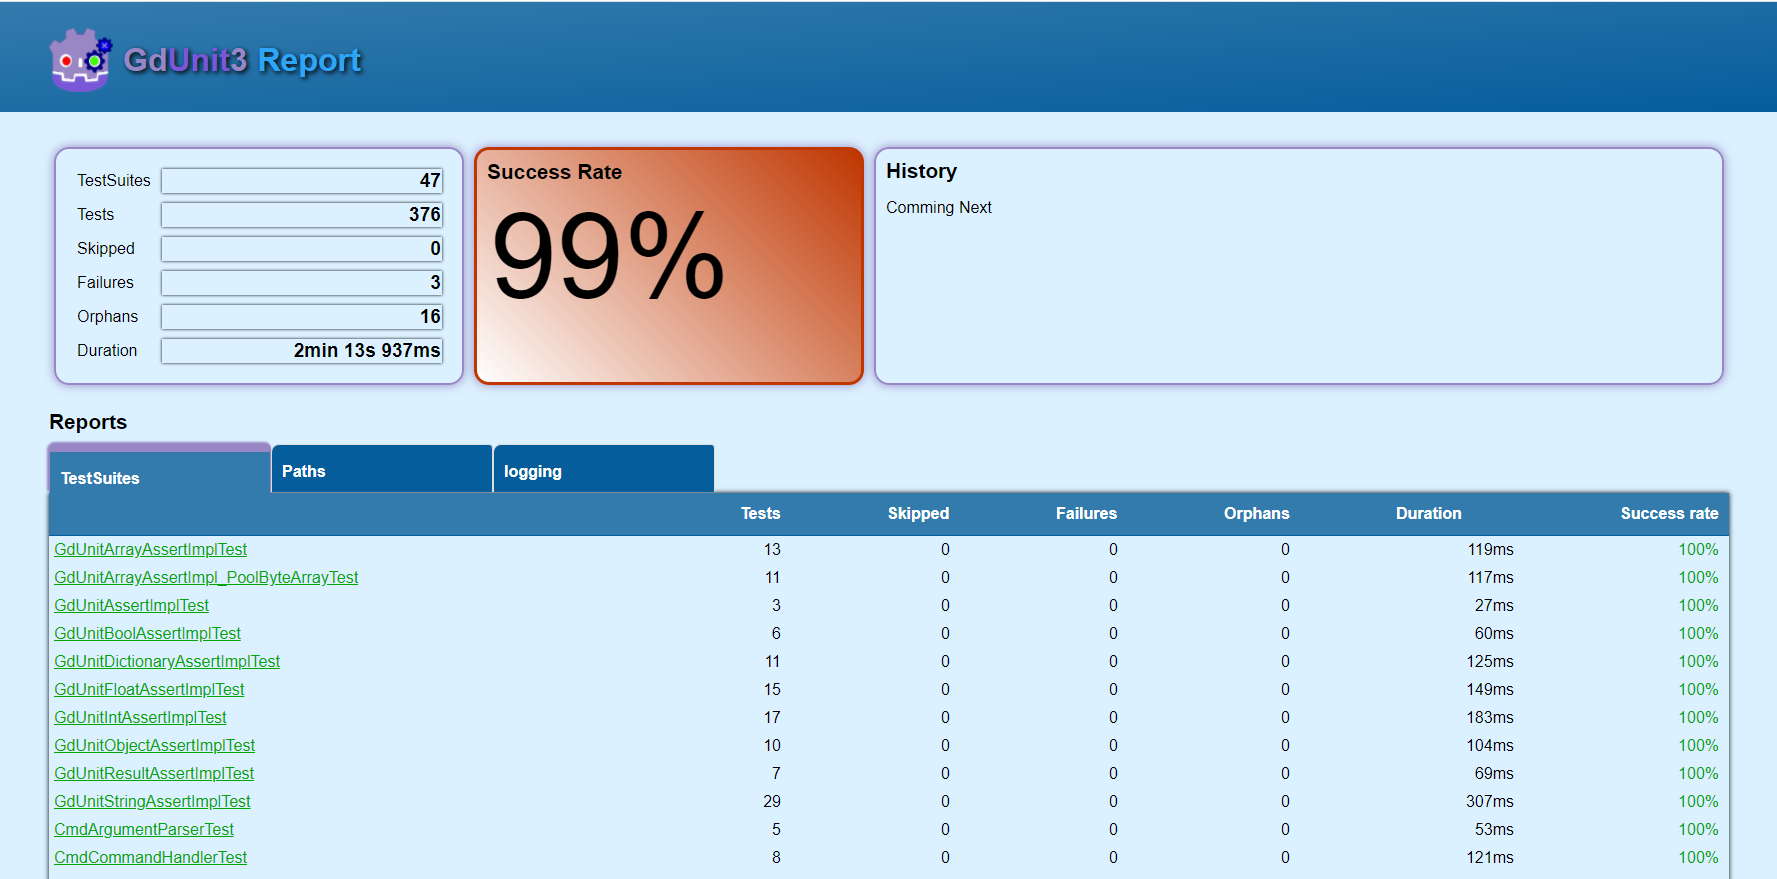 GdUnit3 Report
TestSuites 47
Tests 376
Skipped 0
Failures 3
Orphans 16
Duration 2min 13s 937ms
Success Rate
99%
History
Comming Next
Reports
TestSuites Paths logging
Tests Skipped Failures Orphans Duration Success rate
GdUnitArrayAssertImplTest 13 0 0 0 119ms 100%
GdUnitArrayAssertImpl_PoolByteArrayTest 11 0 0 0 117ms 100%
GdUnitAssertImplTest 3 0 0 0 27ms 100%
GdUnitBoolAssertImplTest 6 0 0 0 60ms 100%
GdUnitDictionaryAssertImplTest 11 0 0 0 125ms 100%
GdUnitFloatAssertImplTest 15 0 0 0 149ms 100%
GdUnitIntAssertImplTest 17 0 0 0 183ms 100%
GdUnitObjectAssertImplTest 10 0 0 0 104ms 100%
GdUnitResultAssertImplTest 7 0 0 0 69ms 100%
GdUnitStringAssertImplTest 29 0 0 0 307ms 100%
CmdArgumentParserTest 5 0 0 0 53ms 100%
CmdCommandHandlerTest 8 0 0 0 121ms 100%